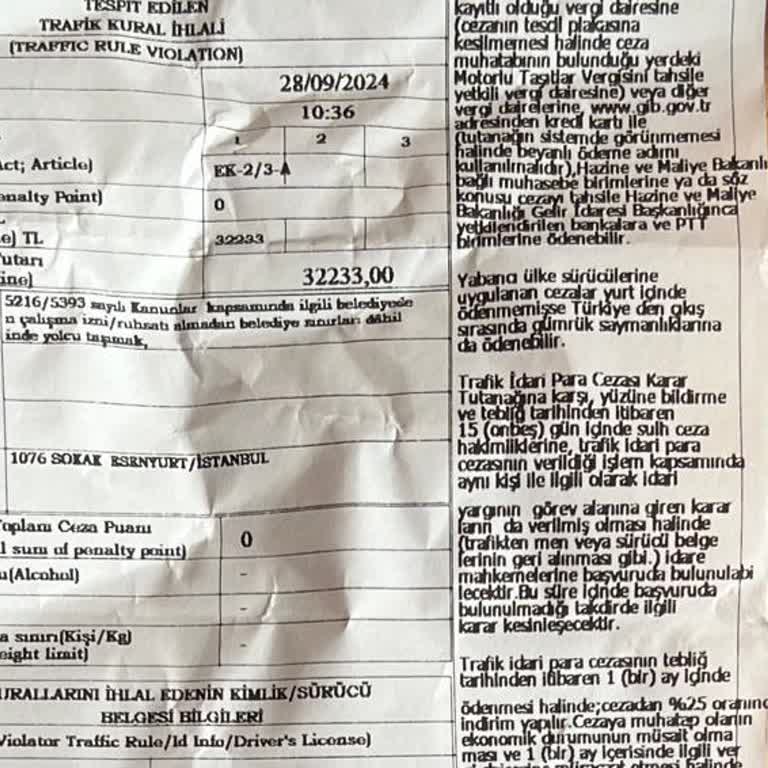 TESPİT EDİLEN
TRAFİK KURAL İHLALİ
(TRAFFIC RULE VIOLATION)
28/09/2024
10:36
1 2 3
Act; Article)
EK-2/3-A
enalty Point)
0
e) TL
32233
utarı
ine)
32233,00
5216/5393 sayılı Kanunlar kapsamında ilgili belediyede
n çalışma izni/ruhsatı almadan belediye sınırları dâhil
inde yolcu taşımak,
1076 SOKAK ESENYURT/İSTANBUL
oplam Ceza Puanı
l sum of penalty point)
0
u(Alcohol)
-
-
a sınırı(Kişi/Kg)
eight limit)
-
URALLARINI İHLAL EDENİN KİMLİK/SÜRÜCÜ
BELGESİ BİLGİLERİ
Violator Traffic Rule/Id Info/Driver's License)
kayıtlı olduğu vergi dairesine
(cezanın tescil plakasına
kesilmemesi halinde ceza
muhatabının bulunduğu yerdeki
Motorlu Taşıtlar Vergisini tahsile
yetkili vergi dairesine) veya diğer
vergi dairelerine, www.gib.gov.tr
adresinden kredi kartı ile
(tutanağın sistemde görünmemesi
halinde beyanlı ödeme adımı
kullanılmalıdır),Hazine ve Maliye Bakanlı
bağlı muhasebe birimlerine ya da söz
konusu cezayı tahsile Hazine ve Maliye
Bakanlığı Gelir İdaresi Başkanlığınca
yetkilendirilen bankalara ve PTT
birimlerine ödenebilir.
Yabancı ülke sürücülerine
uygulanan cezalar yurt içinde
ödenmemişse Türkiye den çıkış
sırasında gümrük saymanlıklarına
da ödenebilir.
Trafik İdari Para Cezası Karar
Tutanağına karşı, yüzüne bildirme
ve tebliğ tarihinden itibaren
15 (onbeş) gün içinde sulh ceza
hakimliklerine, trafik idari para
cezasının verildiği işlem kapsamında
aynı kişi ile ilgili olarak idari
yargının görev alanına giren karar
ların da verilmiş olması halinde
(trafikten men veya sürücü belge
lerinin geri alınması gibi.) idare
mahkemelerine başvuruda bulunulabi
lecektir.Bu süre içinde başvuruda
bulunulmadığı takdirde ilgili
karar kesinleşecektir.
Trafik idari para cezasının tebliğ
tarihinden itibaren 1 (bir) ay içinde
ödenmesi halinde;cezadan %25 oranınd
indirim yapılır.Cezaya muhatap olanın
ekonomik durumunun müsait olma
ması ve 1 (bir) ay içerisinde ilgili ver